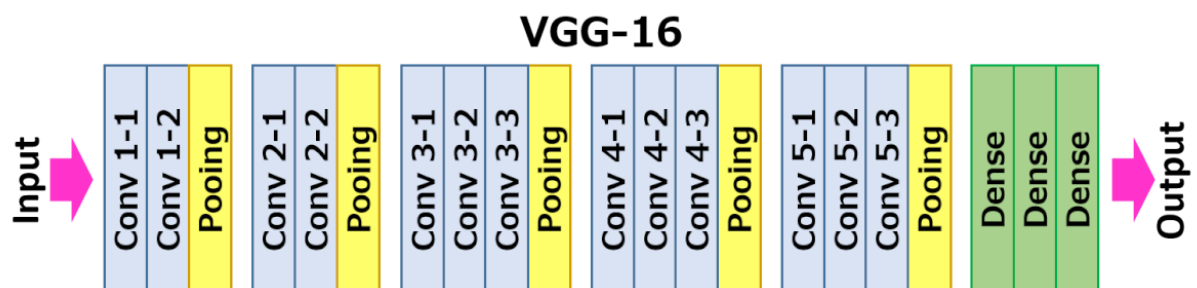 VGG-16
Input
Conv 1-1
Conv 1-2
Pooing
Conv 2-1
Conv 2-2
Pooing
Conv 3-1
Conv 3-2
Conv 3-3
Pooing
Conv 4-1
Conv 4-2
Conv 4-3
Pooing
Conv 5-1
Conv 5-2
Conv 5-3
Pooing
Dense
Dense
Dense
Output